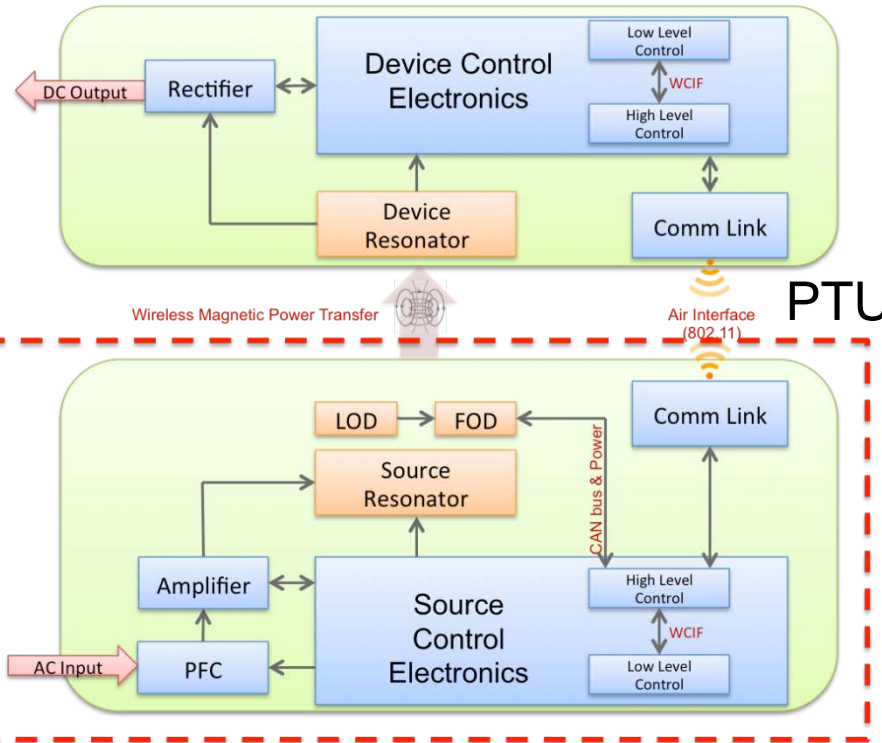 Device Control
Electronics
Low Level
Control
WCIF
High Level
Control
Rectifier
DC Output
Device
Resonator
Comm Link
Wireless Magnetic Power Transfer
Air Interface
(802.11)
PTU
Comm Link
LOD
FOD
Source
Resonator
CAN bus & Power
Amplifier
Source
Control
Electronics
High Level
Control
WCIF
Low Level
Control
AC Input
PFC